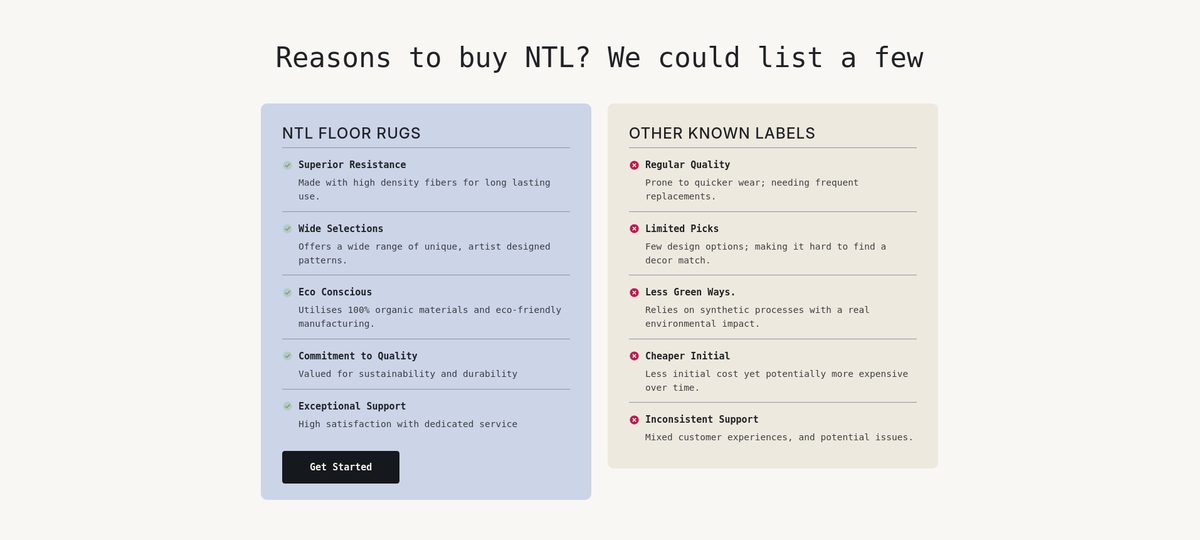 Reasons to buy NTL? We could list a few
NTL FLOOR RUGS
Superior Resistance
Made with high density fibers for long lasting
use.
Wide Selections
Offers a wide range of unique, artist designed
patterns.
Eco Conscious
Utilises 100% organic materials and eco-friendly
manufacturing.
Commitment to Quality
Valued for sustainability and durability
Exceptional Support
High satisfaction with dedicated service
Get Started
OTHER KNOWN LABELS
Regular Quality
Prone to quicker wear; needing frequent
replacements.
Limited Picks
Few design options; making it hard to find a
decor match.
Less Green Ways.
Relies on synthetic processes with a real
environmental impact.
Cheaper Initial
Less initial cost yet potentially more expensive
over time.
Inconsistent Support
Mixed customer experiences, and potential issues.